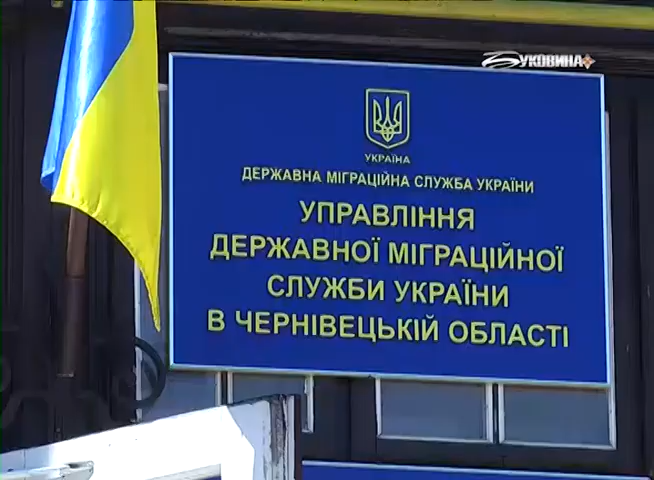 БУКОВИНА
УКРАЇНА
ДЕРЖАВНА МІГРАЦІЙНА СЛУЖБА УКРАЇНИ
УПРАВЛІННЯ
ДЕРЖАВНОЇ МІГРАЦІЙНОЇ
СЛУЖБИ УКРАЇНИ
В ЧЕРНІВЕЦЬКІЙ ОБЛАСТІ